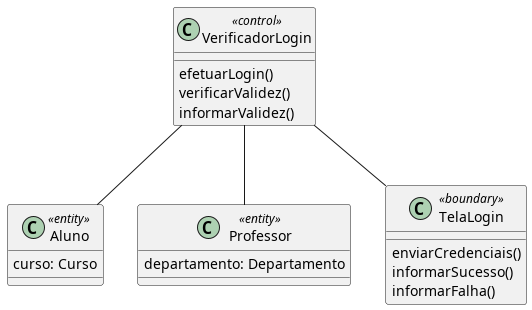 C
«control»
VerificadorLogin
efetuarLogin()
verificarValidez()
informarValidez()
C
«entity»
Aluno
curso: Curso
C
«entity»
Professor
departamento: Departamento
C
«boundary»
TelaLogin
enviarCredenciais()
informarSucesso()
informarFalha()